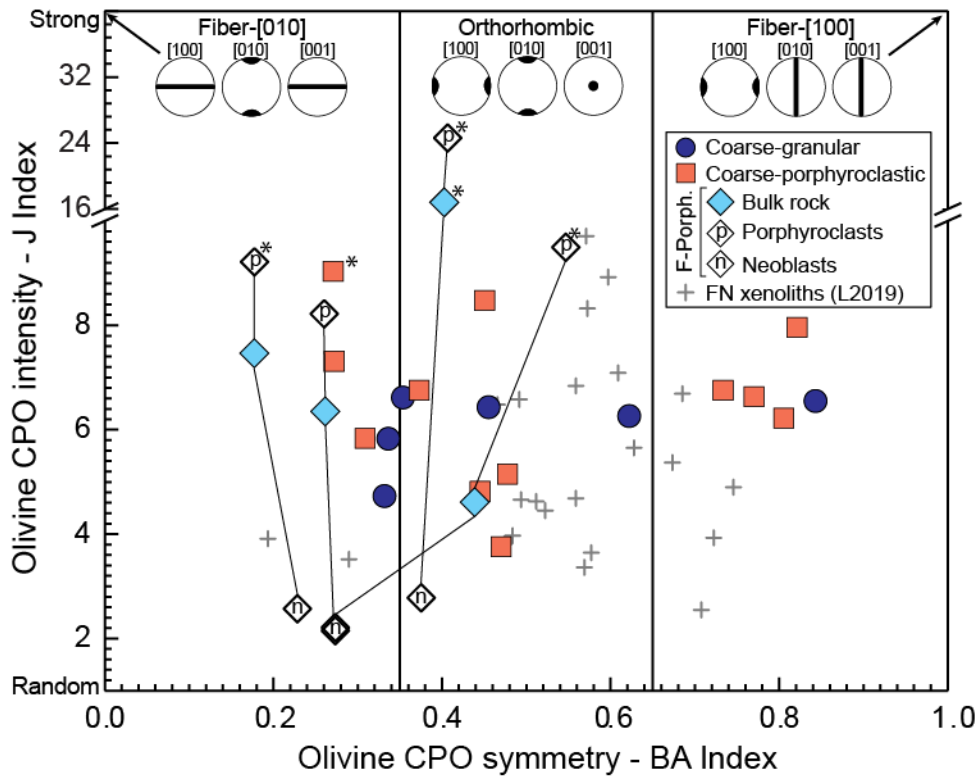 Strong
Fiber-[010]
[100] [010] [001]
Orthorhombic
[100] [010] [001]
Fiber-[100]
[100] [010] [001]
32
24
16
8
6
4
2
Random
Olivine CPO intensity - J Index
p*
p*
p
*
*
*
p*
n
n
n
Coarse-granular
Coarse-porphyroclastic
F-Porph.
Bulk rock
p Porphyroclasts
n Neoblasts
FN xenoliths (L2019)
0.0 0.2 0.4 0.6 0.8 1.0
Olivine CPO symmetry - BA Index